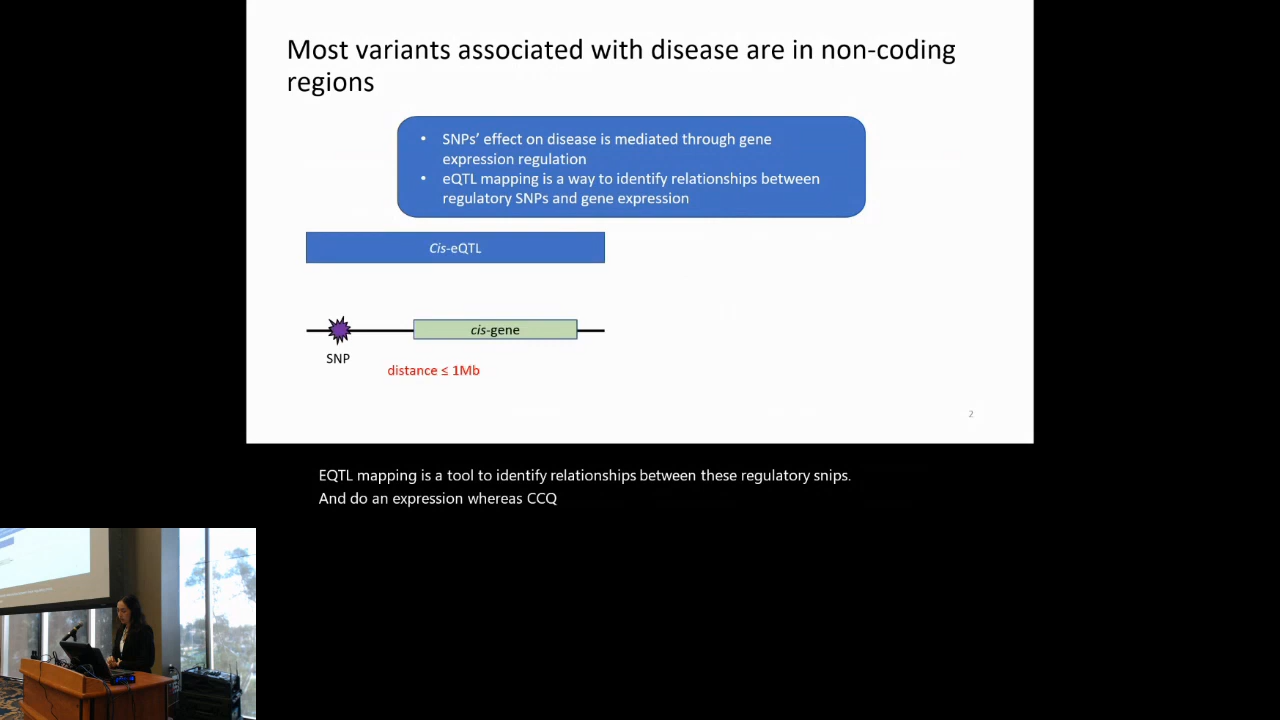 Most variants associated with disease are in non-coding
regions
• SNPs’ effect on disease is mediated through gene
expression regulation
• eQTL mapping is a way to identify relationships between
regulatory SNPs and gene expression
Cis-eQTL
cis-gene
SNP
distance ≤ 1Mb
2
EQTL mapping is a tool to identify relationships between these regulatory snips.
And do an expression whereas CCQ